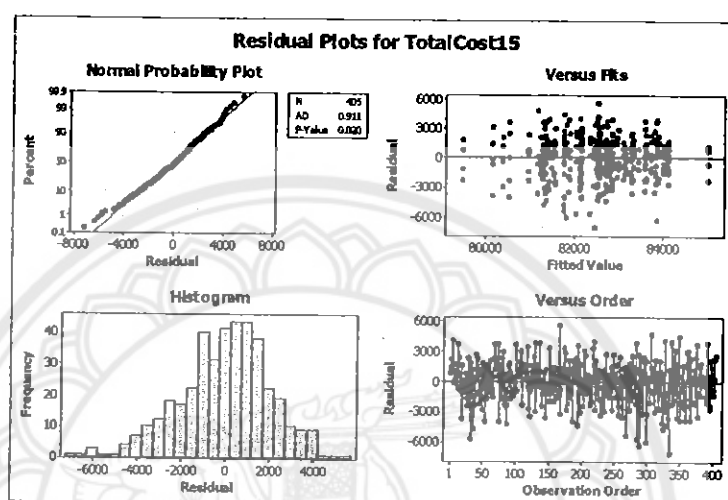 Residual Plots for TotalCost15
Normal Probability Plot
99.9
99
90
50
10
1
0.1
Percent
-8000 -4000 0 4000 8000
Residual
N 405
AD 0.911
P-Value 0.020
Versus Fits
6000
3000
0
-3000
-6000
Residual
80000 82000 84000
Fitted Value
Histogram
40
30
20
10
0
Frequency
-6000 -4000 -2000 0 2000 4000
Residual
Versus Order
6000
3000
0
-3000
-6000
Residual
1 50 100 150 200 250 300 350 400
Observation Order